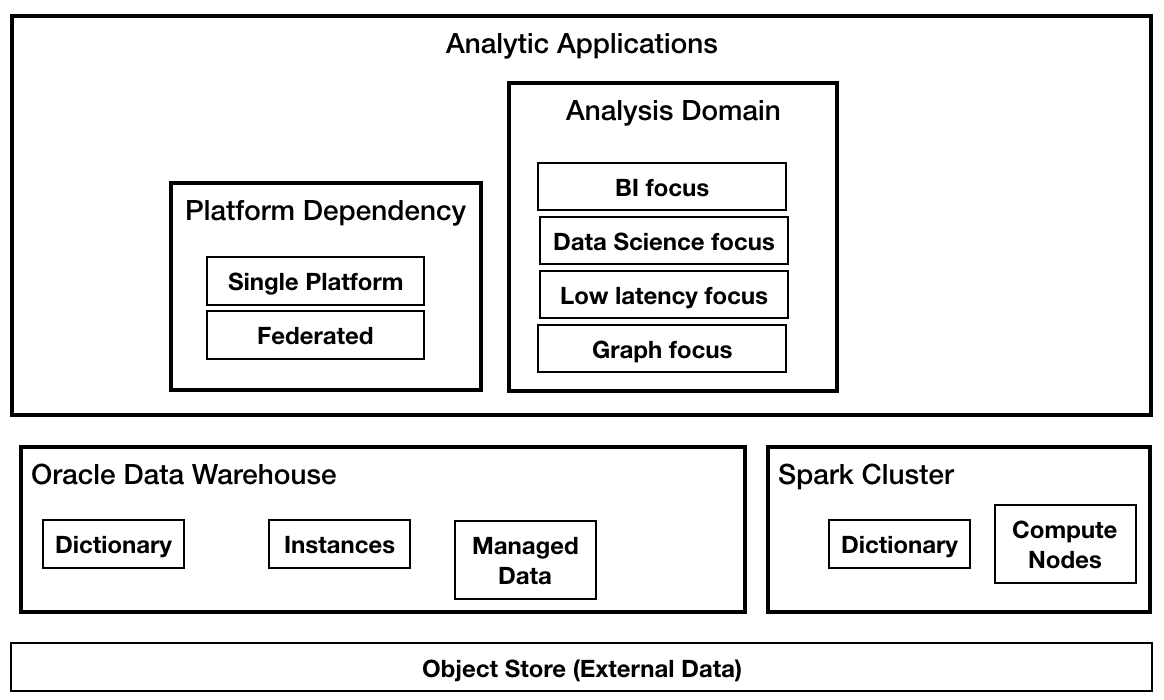 Analytic Applications
Analysis Domain
BI focus
Data Science focus
Low latency focus
Graph focus
Platform Dependency
Single Platform
Federated
Oracle Data Warehouse
Dictionary
Instances
Managed
Data
Spark Cluster
Dictionary
Compute
Nodes
Object Store (External Data)